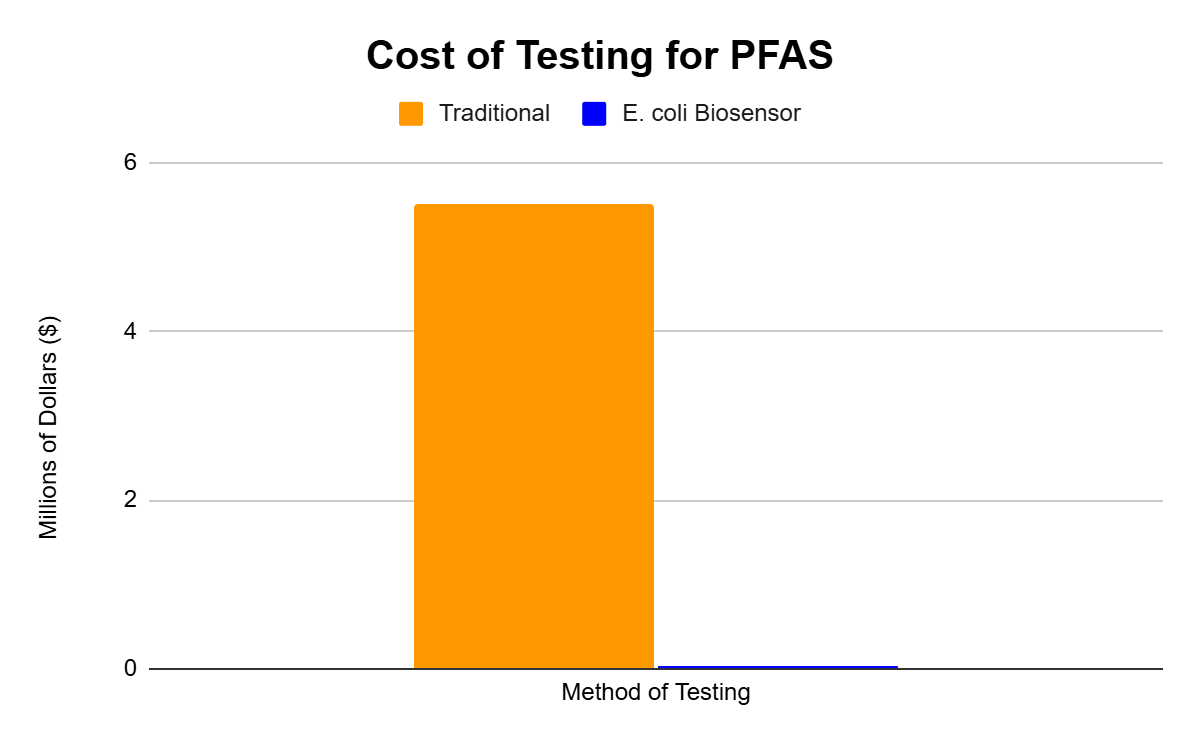 Cost of Testing for PFAS
Traditional E. coli Biosensor
6
4
2
0
Millions of Dollars ($)
Method of Testing